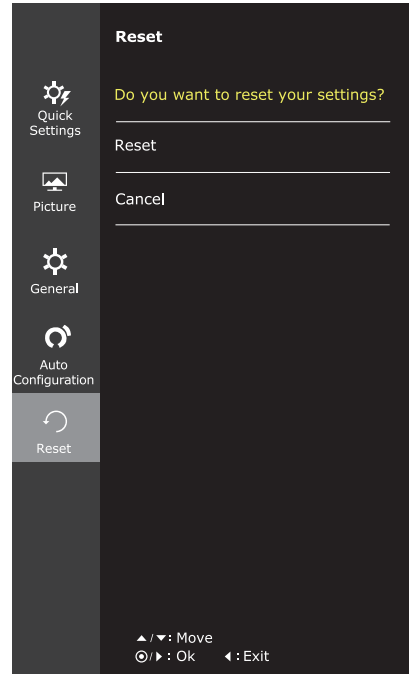 Reset
Do you want to reset your settings?
Reset
Cancel
Quick
Settings
Picture
General
Auto
Configuration
Reset
▲/▼: Move
◉/▶: Ok ◀: Exit